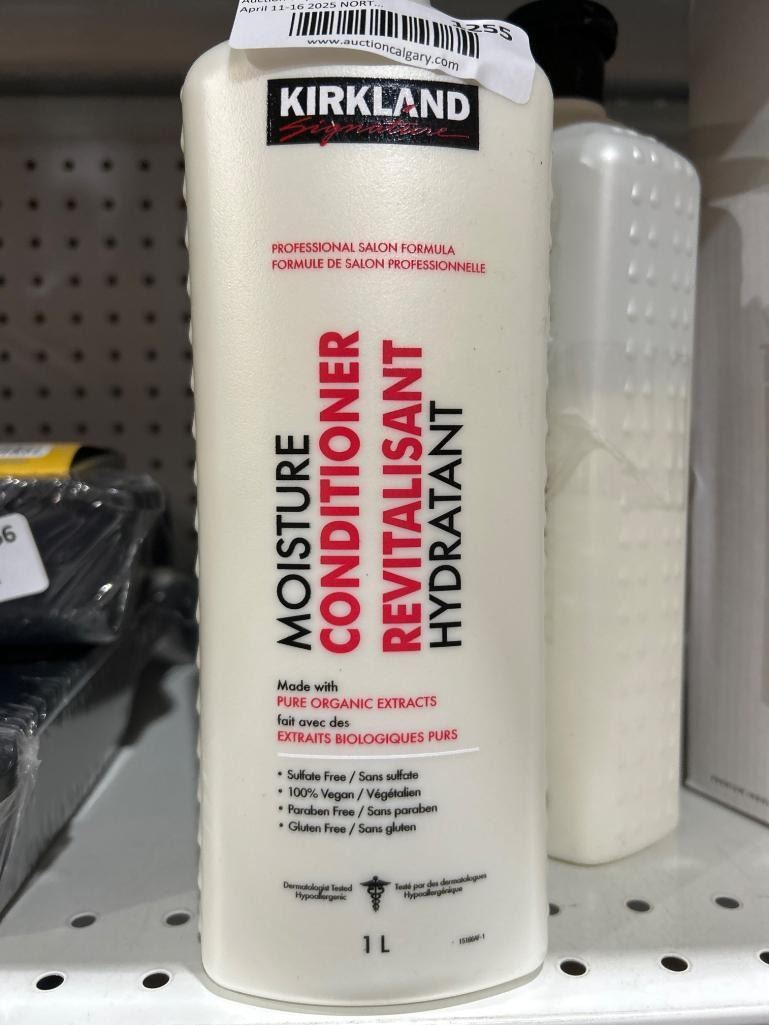 April 11-16 2025 NORT...
1255
www.auctioncalgary.com
KIRKLAND
Signature
PROFESSIONAL SALON FORMULA
FORMULE DE SALON PROFESSIONNELLE
MOISTURE
CONDITIONER
REVITALISANT
HYDRATANT
Made with
PURE ORGANIC EXTRACTS
fait avec des
EXTRAITS BIOLOGIQUES PURS
• Sulfate Free / Sans sulfate
• 100% Vegan / Végétalien
• Paraben Free / Sans paraben
• Gluten Free / Sans gluten
Dermatologist Tested
Hypoallergenic
Testé par des dermatologues
Hypoallergénique
1 L